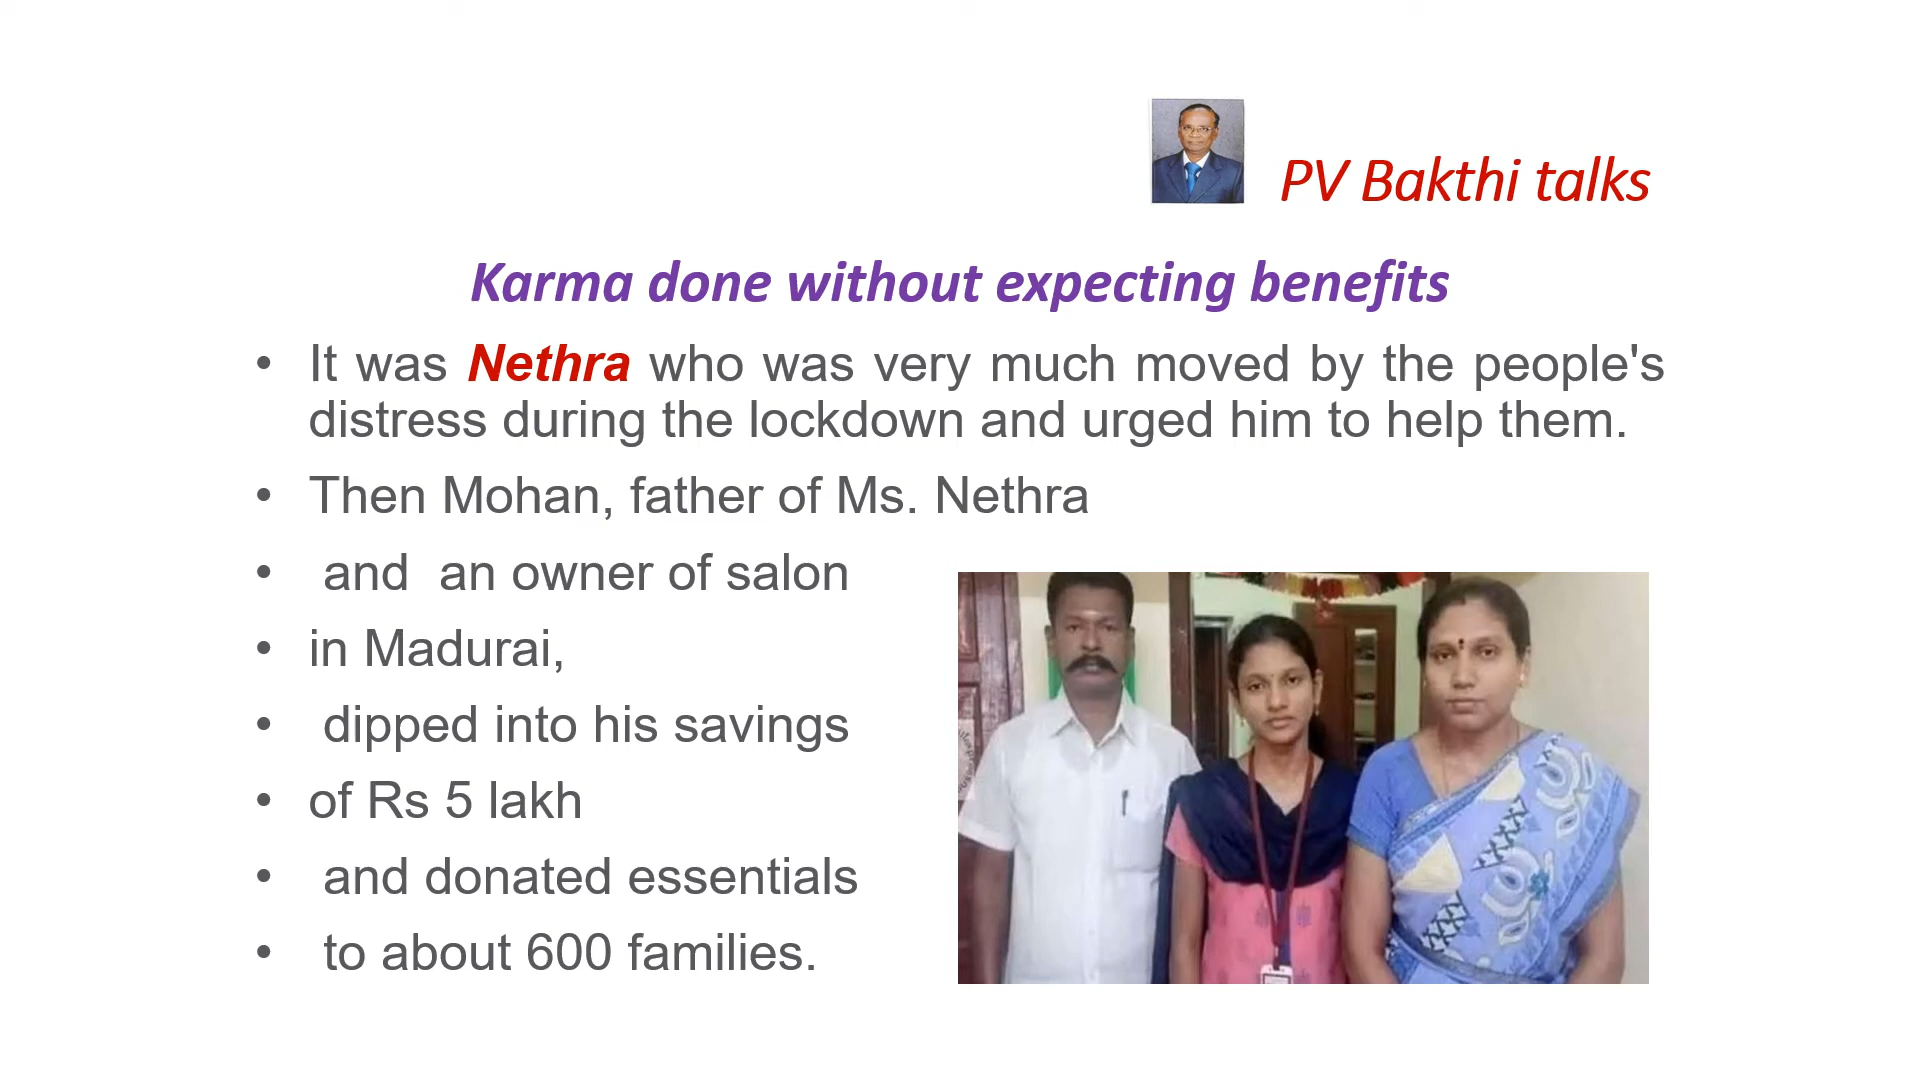 PV Bakthi talks
Karma done without expecting benefits
• It was Nethra who was very much moved by the people's
distress during the lockdown and urged him to help them.
• Then Mohan, father of Ms. Nethra
• and an owner of salon
• in Madurai,
• dipped into his savings
• of Rs 5 lakh
• and donated essentials
• to about 600 families.